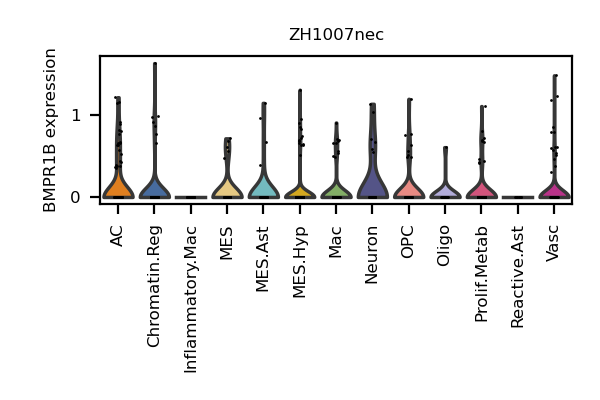 ZH1007nec
BMPR1B expression
1
0
AC
Chromatin.Reg
Inflammatory.Mac
MES
MES.Ast
MES.Hyp
Mac
Neuron
OPC
Oligo
Prolif.Metab
Reactive.Ast
Vasc